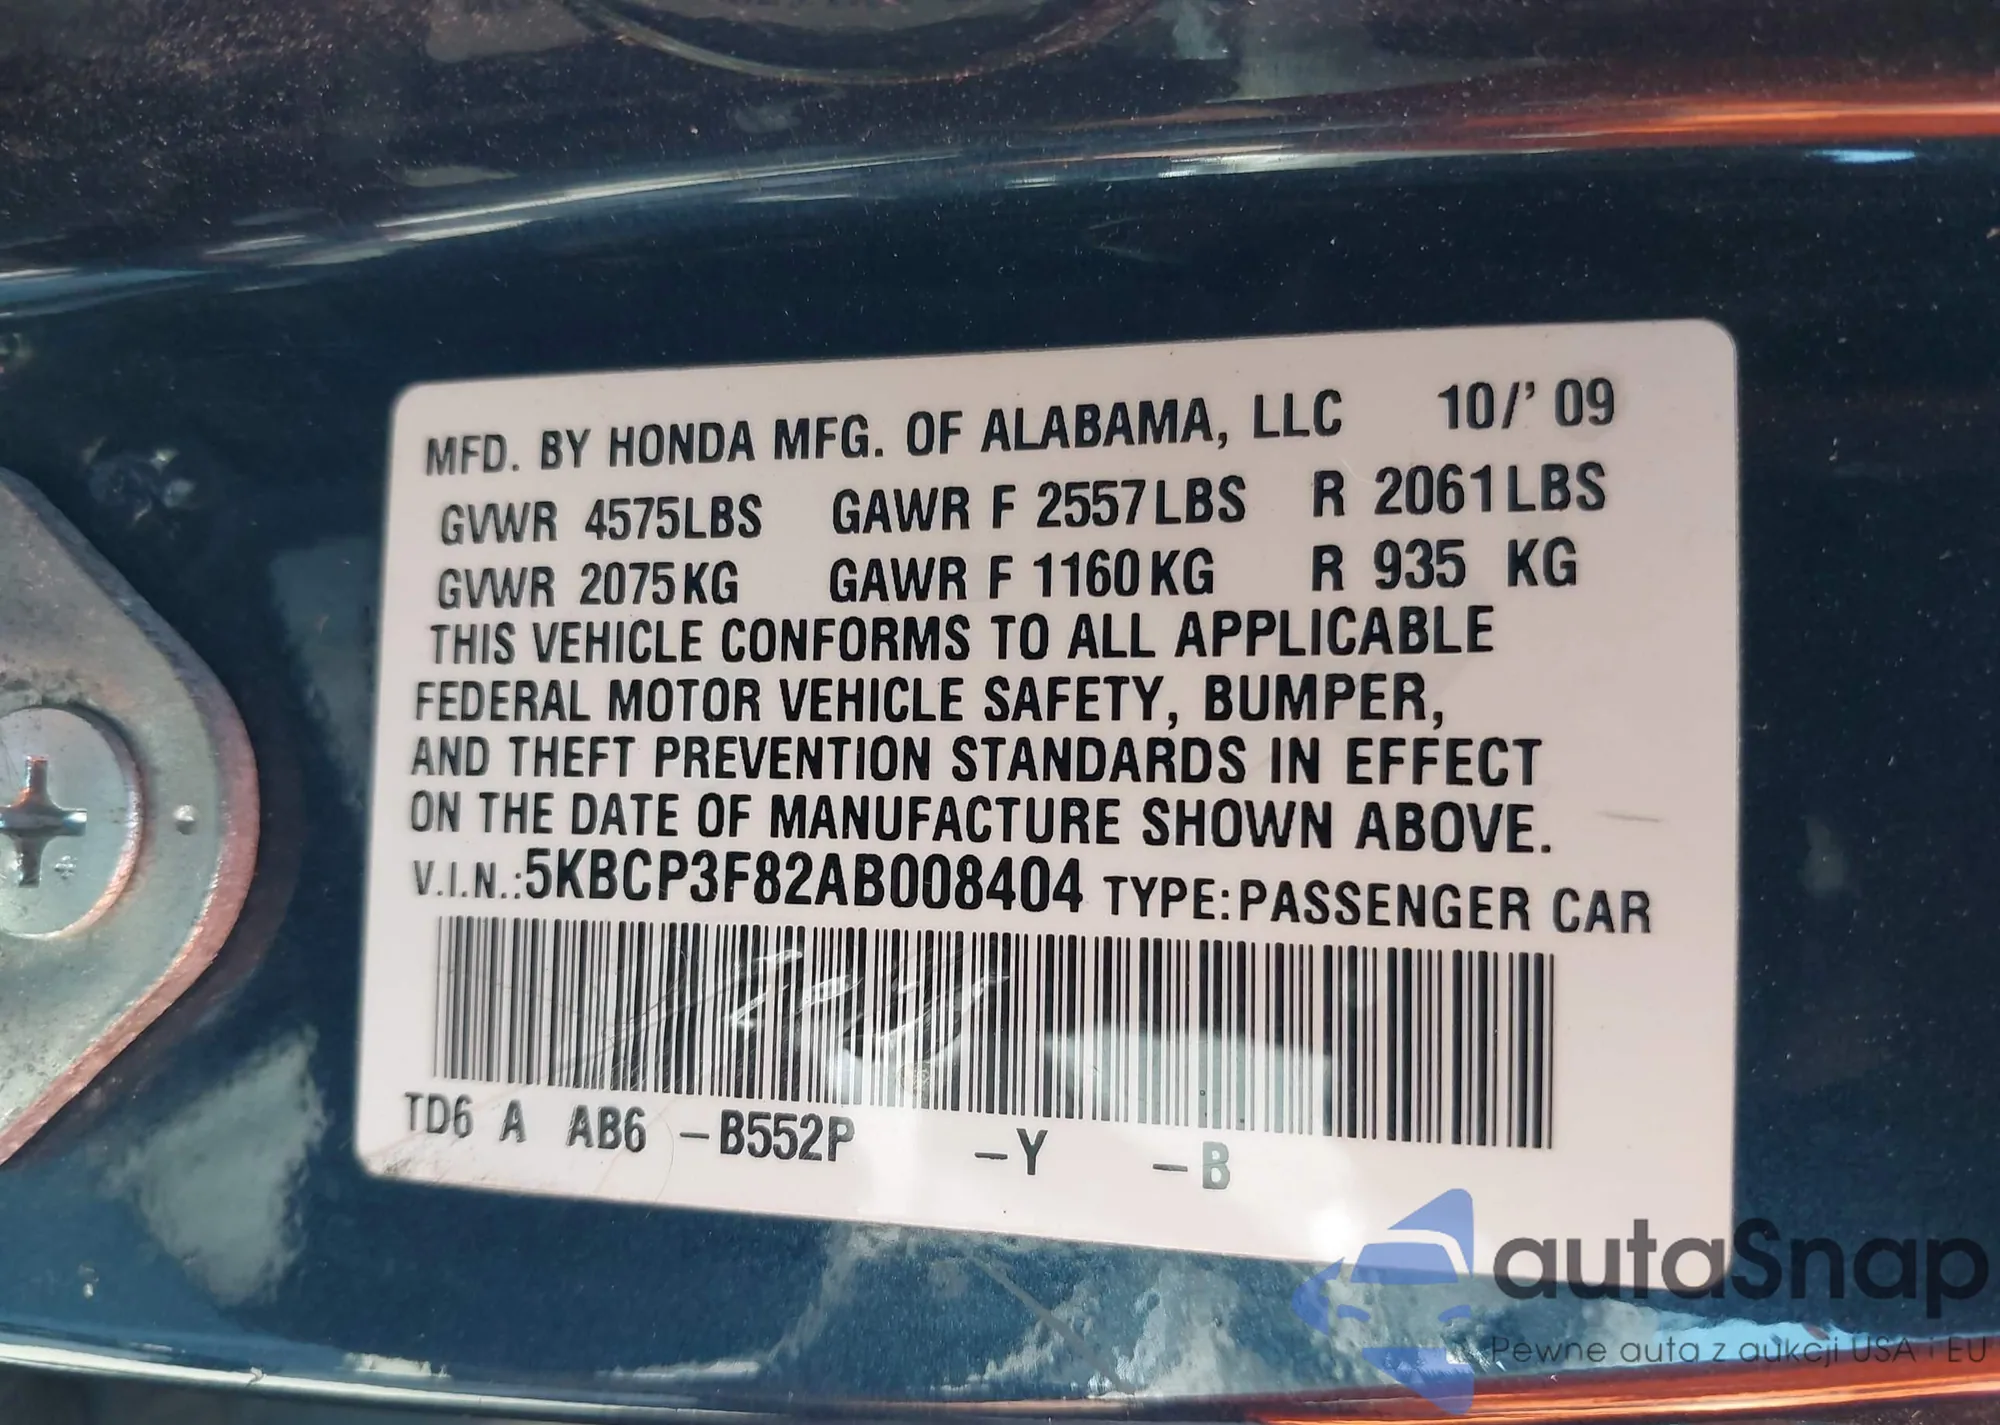 MFD. BY HONDA MFG. OF ALABAMA, LLC 10/' 09
GVWR 4575LBS GAWR F 2557LBS R 2061LBS
GVWR 2075KG GAWR F 1160KG R 935 KG
THIS VEHICLE CONFORMS TO ALL APPLICABLE
FEDERAL MOTOR VEHICLE SAFETY, BUMPER,
AND THEFT PREVENTION STANDARDS IN EFFECT
ON THE DATE OF MANUFACTURE SHOWN ABOVE.
V.I.N.:5KBCP3F82AB008404 TYPE:PASSENGER CAR
TD6 A AB6 –B552P –Y –B
autaSnap
Pewne auta z aukcji USA i EU